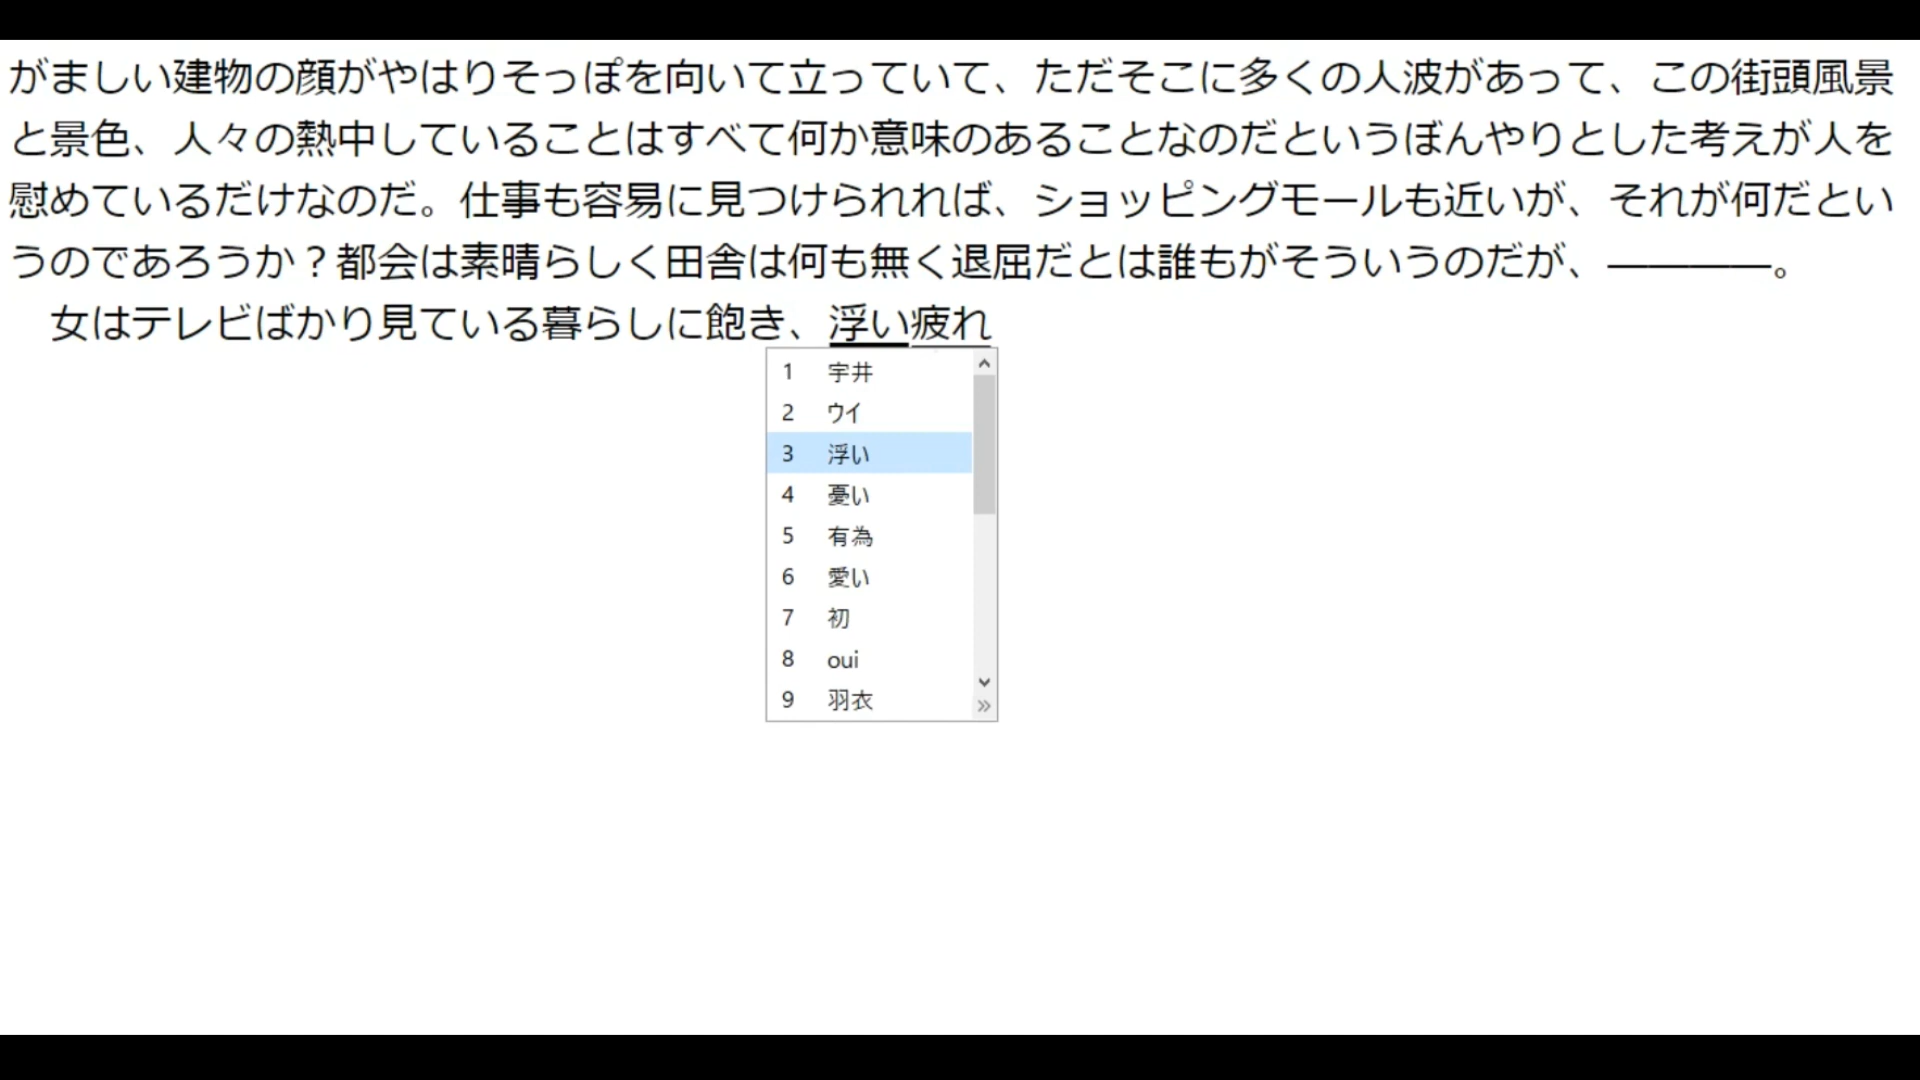 がましい建物の顔がやはりそっぽを向いて立っていて、ただそこに多くの人波があって、この街頭風景
と景色、人々の熱中していることはすべて何か意味のあることなのだというぼんやりとした考えが人を
慰めているだけなのだ。仕事も容易に見つけられれば、ショッピングモールも近いが、それが何だとい
うのであろうか？都会は素晴らしく田舎は何も無く退屈だとは誰もがそういうのだが、――――。
　女はテレビばかり見ている暮らしに飽き、浮い疲れ
1 宇井
2 ウイ
3 浮い
4 憂い
5 有為
6 愛い
7 初
8 oui
9 羽衣